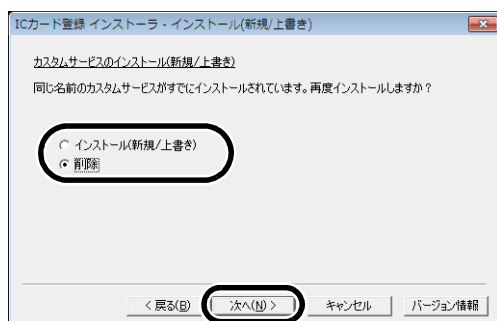 ICカード登録 インストーラ - インストール(新規/上書き)
カスタムサービスのインストール(新規/上書き)
同じ名前のカスタムサービスがすでにインストールされています。再度インストールしますか？
インストール(新規/上書き)
削除
< 戻る(B) 次へ(N) > キャンセル バージョン情報